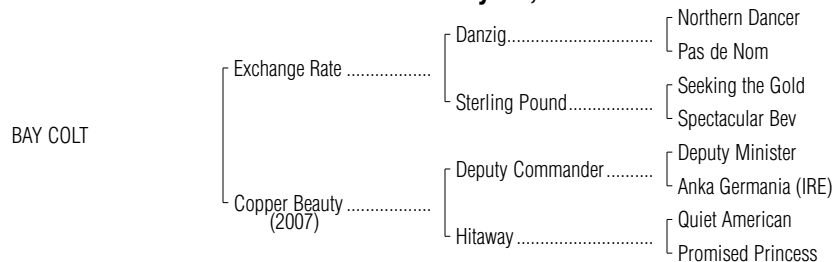 Northern Dancer
Danzig..............................
Pas de Nom
Exchange Rate ..................
Seeking the Gold
Sterling Pound..................
Spectacular Bev
BAY COLT
Deputy Minister
Deputy Commander ..........
Anka Germania (IRE)
Copper Beauty ..................
(2007)
Quiet American
Hitaway .............................
Promised Princess